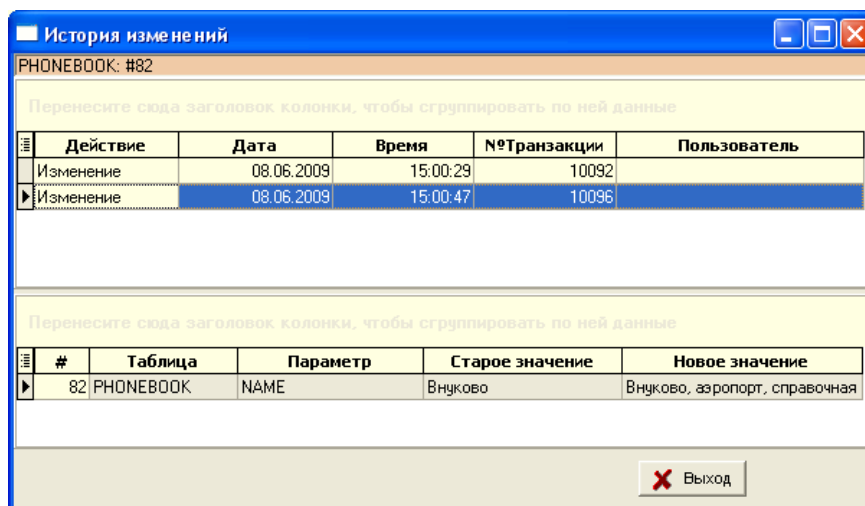 История изменений
PHONEBOOK: #82
Перенесите сюда заголовок колонки, чтобы сгруппировать по ней данные
Действие Дата Время №Транзакции Пользователь
Изменение 08.06.2009 15:00:29 10092
Изменение 08.06.2009 15:00:47 10096
Перенесите сюда заголовок колонки, чтобы сгруппировать по ней данные
# Таблица Параметр Старое значение Новое значение
82 PHONEBOOK NAME Внуково Внуково, аэропорт, справочная
Выход